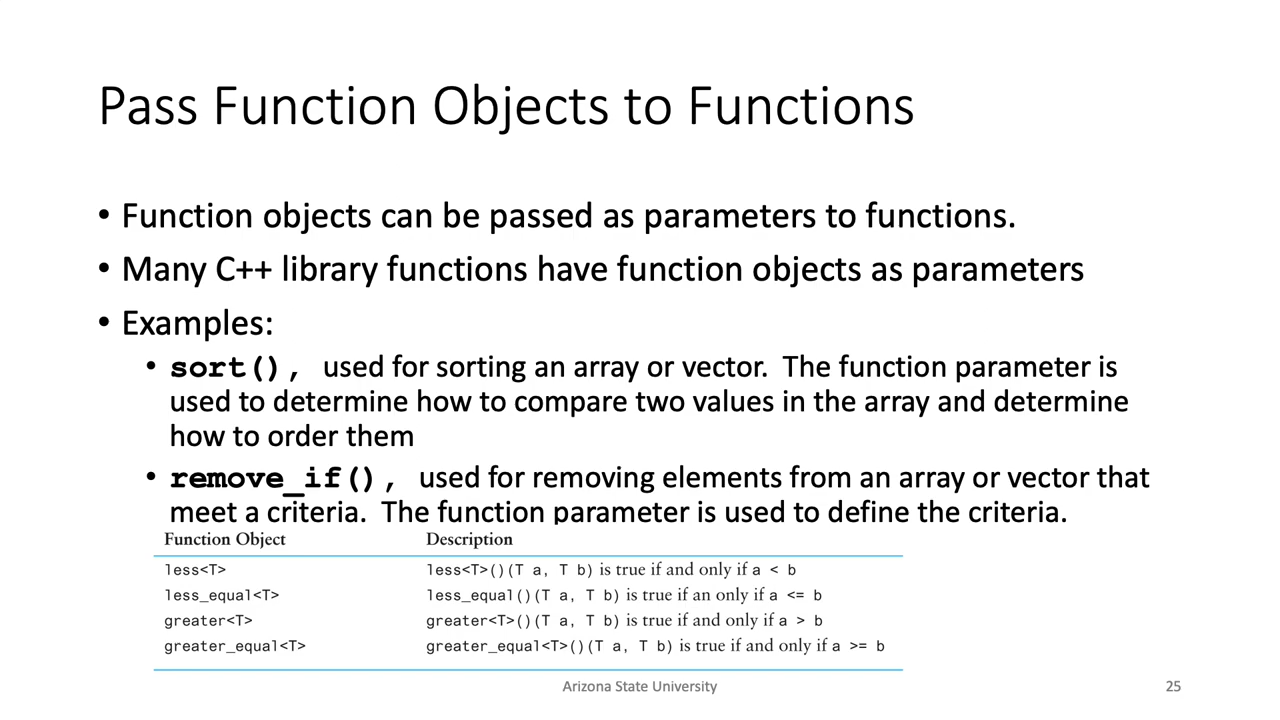 Pass Function Objects to Functions
• Function objects can be passed as parameters to functions.
• Many C++ library functions have function objects as parameters
• Examples:
• sort(), used for sorting an array or vector. The function parameter is
used to determine how to compare two values in the array and determine
how to order them
• remove_if(), used for removing elements from an array or vector that
meet a criteria. The function parameter is used to define the criteria.
Function Object Description
less<T> less<T>()(T a, T b) is true if and only if a < b
less_equal<T> less_equal()(T a, T b) is true if an only if a <= b
greater<T> greater<T>()(T a, T b) is true if and only if a > b
greater_equal<T> greater_equal<T>()(T a, T b) is true if and only if a >= b
Arizona State University 25